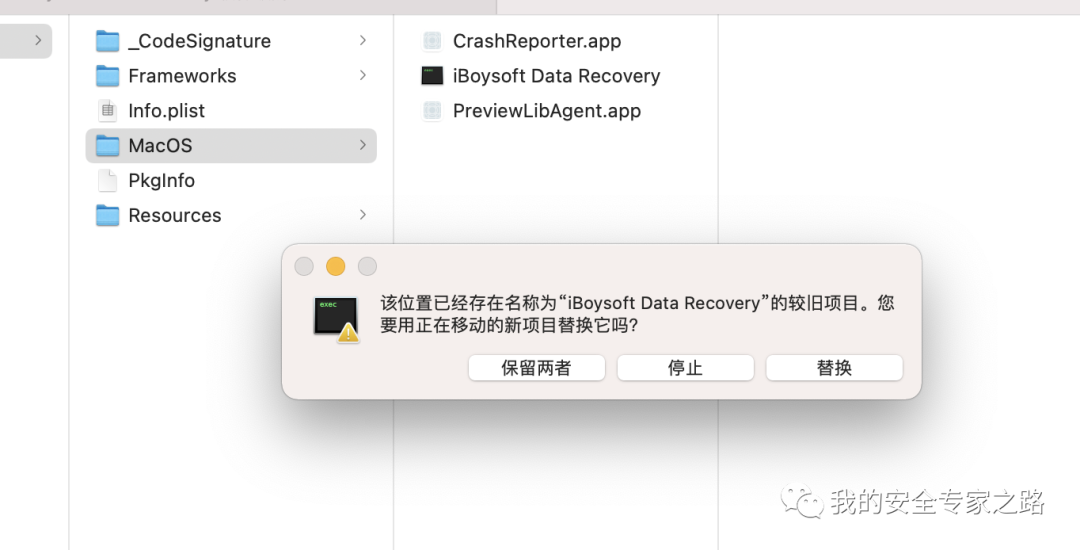 _CodeSignature
Frameworks
Info.plist
MacOS
PkgInfo
Resources
CrashReporter.app
iBoysoft Data Recovery
PreviewLibAgent.app
exec
该位置已经存在名称为“iBoysoft Data Recovery”的较旧项目。您
要用正在移动的新项目替换它吗?
保留两者
停止
替换
我的安全专家之路